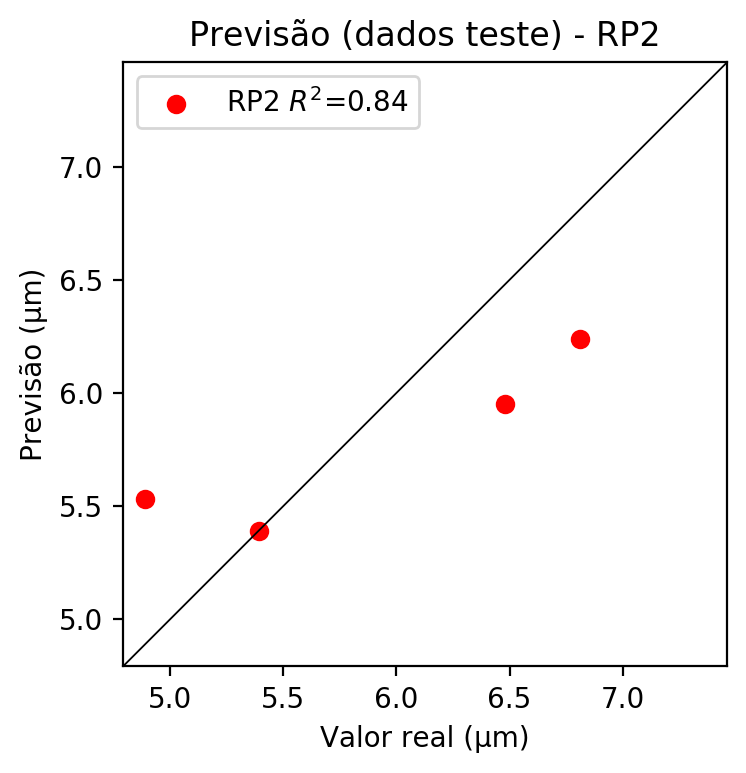 Previsão (dados teste) - RP2
RP2 R²=0.84
7.0
6.5
6.0
5.5
5.0
Previsão (µm)
5.0 5.5 6.0 6.5 7.0
Valor real (µm)